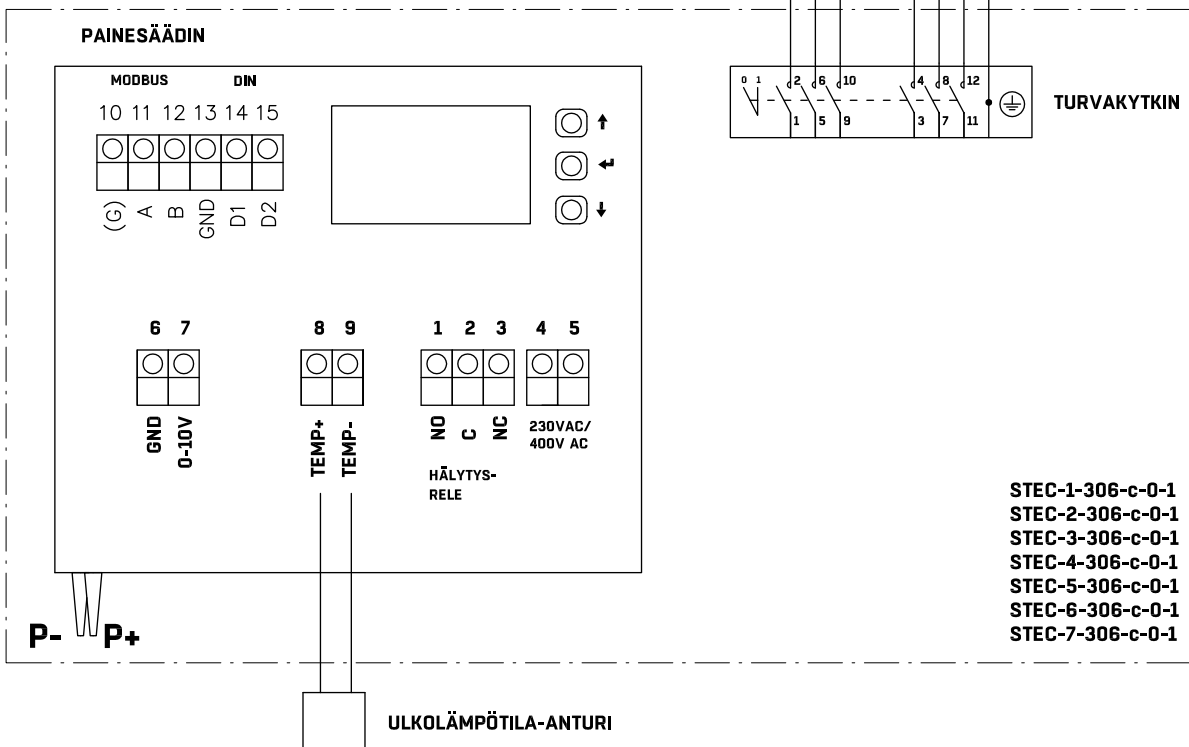 PAINESÄÄDIN
MODBUS DIN
10 11 12 13 14 15
(G) A B GND D1 D2
0 1 2 6 10 4 8 12
1 5 9 3 7 11
TURVAKYTKIN
6 7
GND 0-10V
8 9
TEMP+ TEMP-
1 2 3 4 5
NO C NC
230VAC/
400V AC
HÄLYTYS-
RELE
STEC-1-306-c-0-1
STEC-2-306-c-0-1
STEC-3-306-c-0-1
STEC-4-306-c-0-1
STEC-5-306-c-0-1
STEC-6-306-c-0-1
STEC-7-306-c-0-1
P- P+
ULKOLÄMPÖTILA-ANTURI